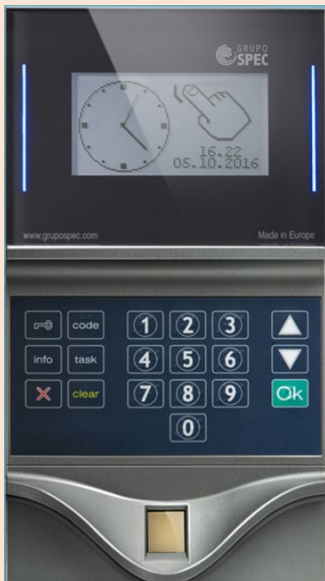 GRUPO
SPEC
16.22
05.10.2016
www.grupospec.com Made in Europe
code 1 2 3
info task 4 5 6
clear 7 8 9 Ok
0